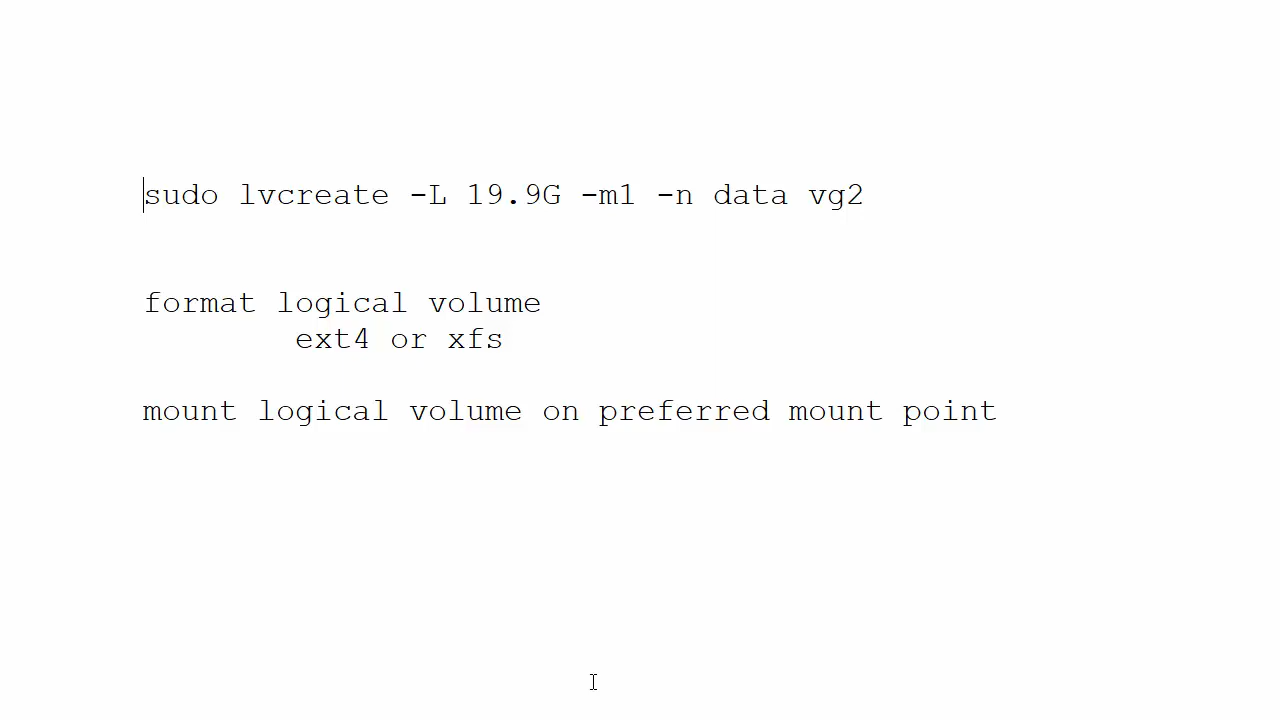 sudo lvcreate -L 19.9G -m1 -n data vg2
format logical volume
ext4 or xfs
mount logical volume on preferred mount point